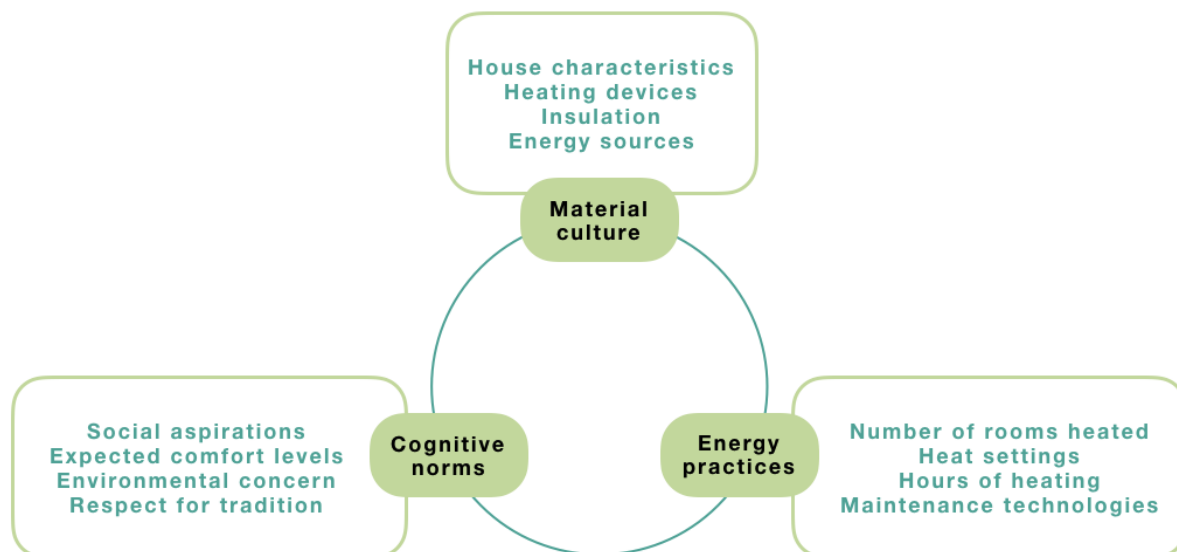 House characteristics
Heating devices
Insulation
Energy sources
Material
culture
Social aspirations
Expected comfort levels
Environmental concern
Respect for tradition
Cognitive
norms
Energy
practices
Number of rooms heated
Heat settings
Hours of heating
Maintenance technologies